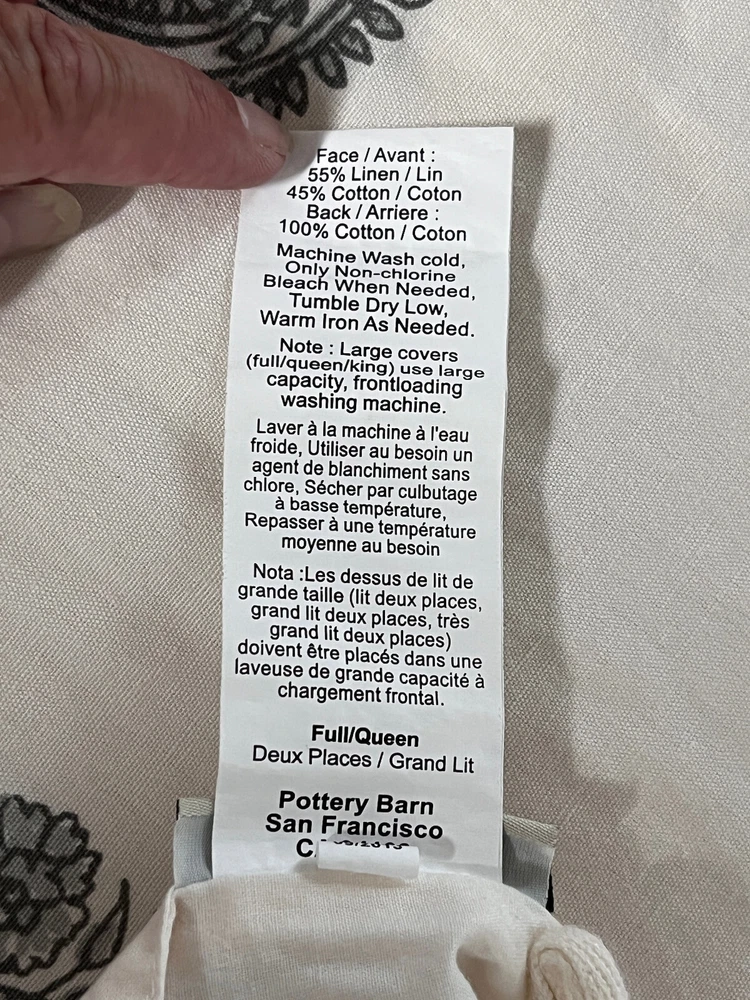 Face / Avant :
55% Linen / Lin
45% Cotton / Coton
Back / Arriere :
100% Cotton / Coton
Machine Wash cold,
Only Non-chlorine
Bleach When Needed,
Tumble Dry Low,
Warm Iron As Needed.
Note : Large covers
(full/queen/king) use large
capacity, frontloading
washing machine.
Laver à la machine à l'eau
froide, Utiliser au besoin un
agent de blanchiment sans
chlore, Sécher par culbutage
à basse température,
Repasser à une température
moyenne au besoin
Nota :Les dessus de lit de
grande taille (lit deux places,
grand lit deux places, très
grand lit deux places)
doivent être placés dans une
laveuse de grande capacité à
chargement frontal.
Full/Queen
Deux Places / Grand Lit
Pottery Barn
San Francisco